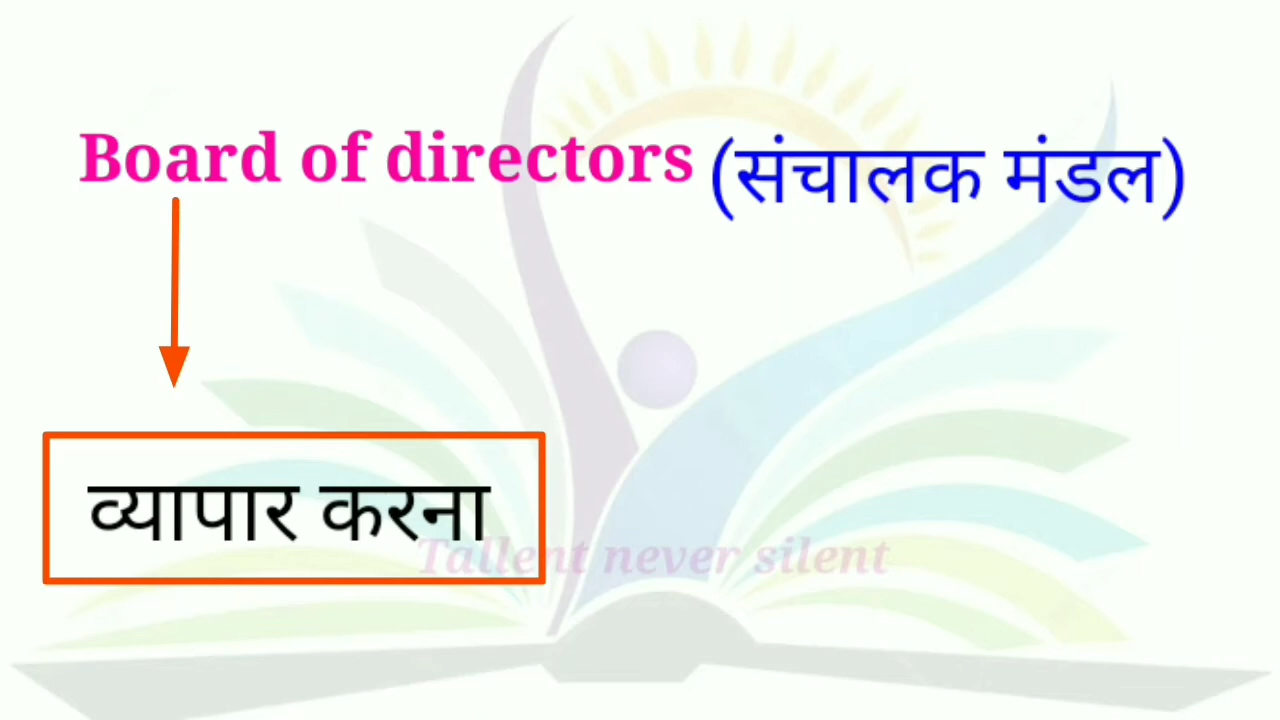 Board of directors (संचालक मंडल)
व्यापार करना
Tallent never silent